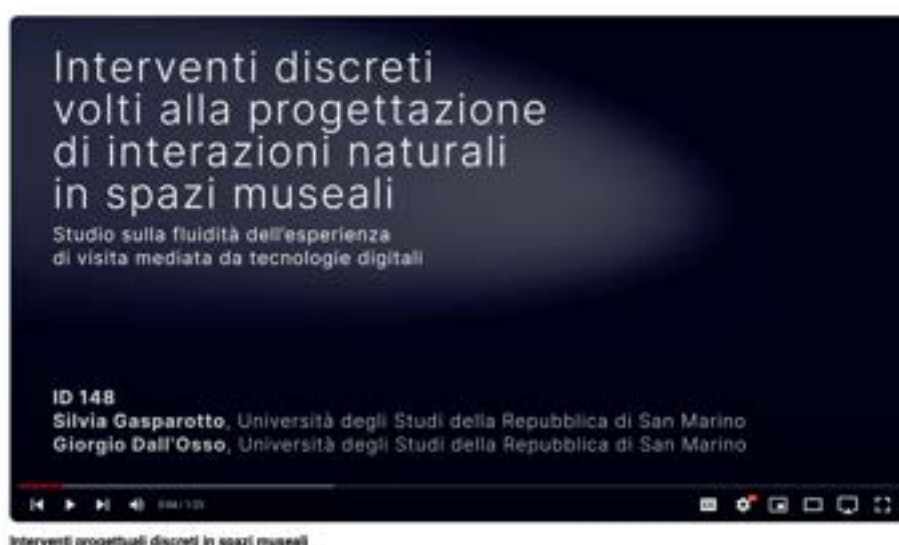 Interventi discreti
volti alla progettazione
di interazioni naturali
in spazi museali
Studio sulla fluidità dell'esperienza
di visita mediata da tecnologie digitali
ID 148
Silvia Gasparotto, Università degli Studi della Repubblica di San Marino
Giorgio Dall'Osso, Università degli Studi della Repubblica di San Marino
Interventi progettuali discreti in spazi museali